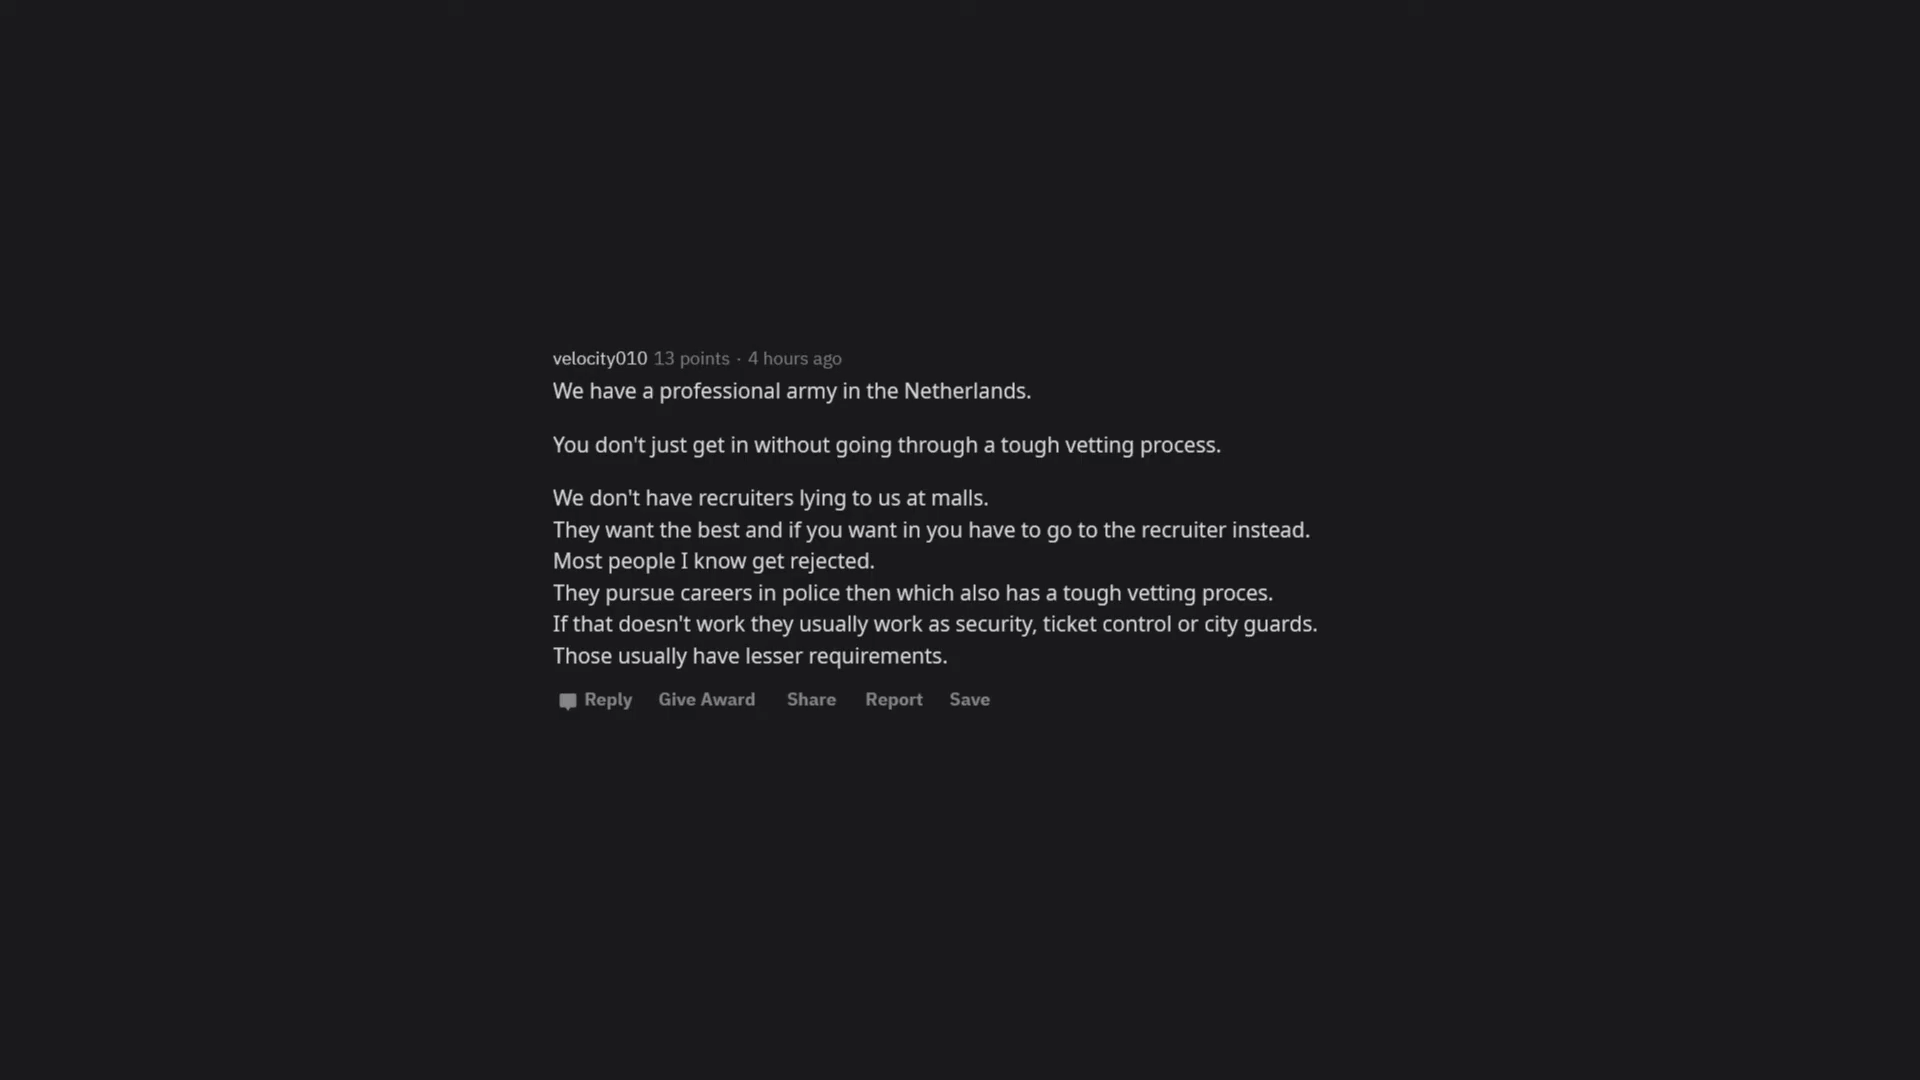 velocity010 13 points · 4 hours ago
We have a professional army in the Netherlands.
You don't just get in without going through a tough vetting process.
We don't have recruiters lying to us at malls.
They want the best and if you want in you have to go to the recruiter instead.
Most people I know get rejected.
They pursue careers in police then which also has a tough vetting proces.
If that doesn't work they usually work as security, ticket control or city guards.
Those usually have lesser requirements.
Reply Give Award Share Report Save